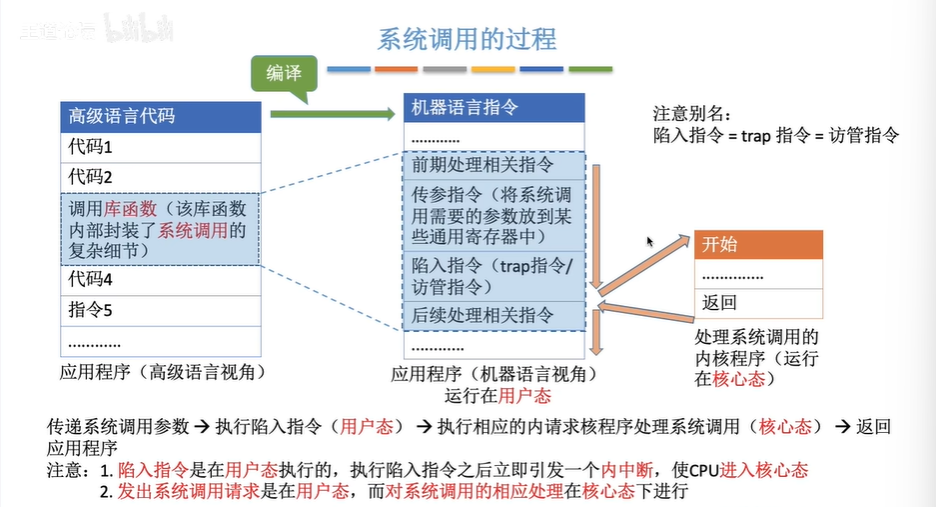 bilibili
系统调用的过程
编译
高级语言代码
代码1
代码2
调用库函数（该库函数
内部封装了系统调用的
复杂细节）
代码4
指令5
…………
应用程序（高级语言视角）
机器语言指令
…………
前期处理相关指令
传参指令（将系统调
用需要的参数放到某
些通用寄存器中）
陷入指令（trap指令/
访管指令）
后续处理相关指令
…………
应用程序（机器语言视角）
运行在用户态
注意别名：
陷入指令 = trap 指令 = 访管指令
开始
…………..
返回
处理系统调用的
内核程序（运行
在核心态）
传递系统调用参数 → 执行陷入指令（用户态） → 执行相应的内请求核程序处理系统调用（核心态） → 返回
应用程序
注意：1. 陷入指令是在用户态执行的，执行陷入指令之后立即引发一个内中断，使CPU进入核心态
2. 发出系统调用请求是在用户态，而对系统调用的相应处理在核心态下进行